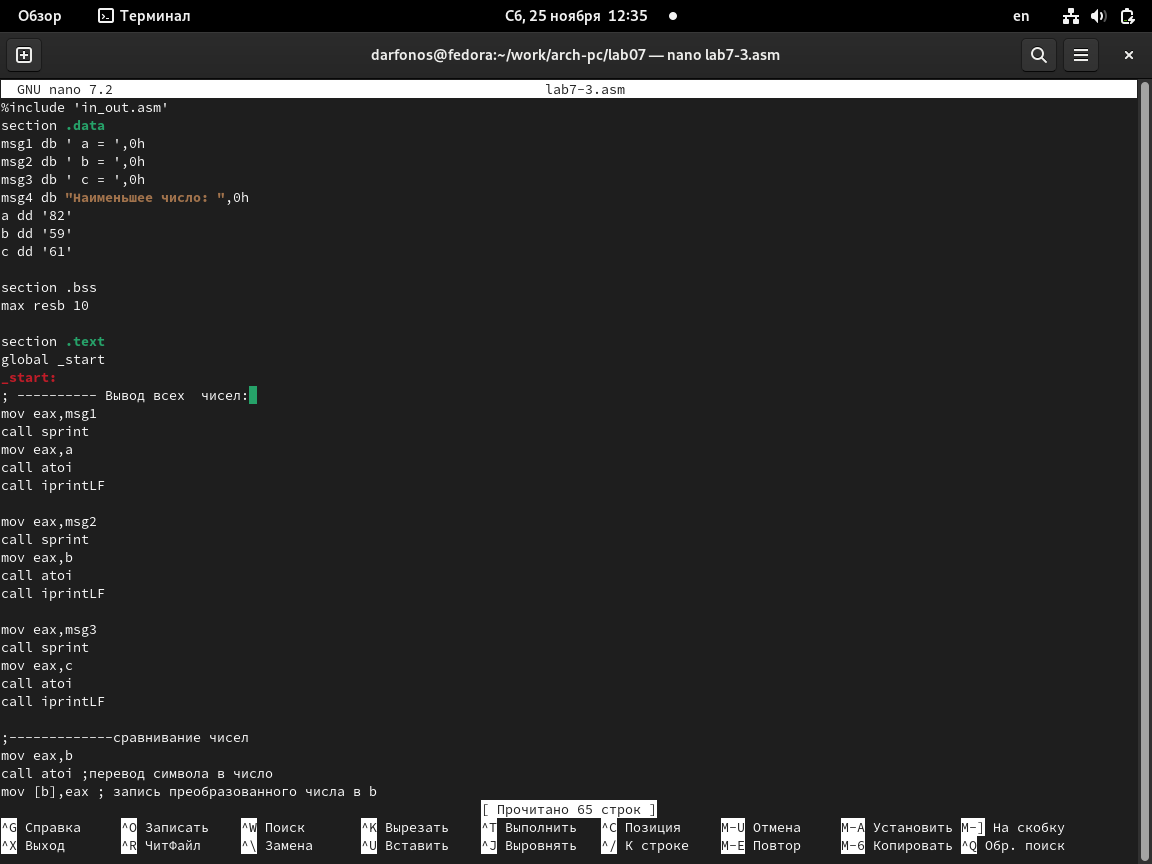 Обзор Терминал Сб, 25 ноября 12:35 en
darfonos@fedora:~/work/arch-pc/lab07 — nano lab7-3.asm
GNU nano 7.2 lab7-3.asm
%include 'in_out.asm'
section .data
msg1 db ' a = ',0h
msg2 db ' b = ',0h
msg3 db ' c = ',0h
msg4 db "Наименьшее число: ",0h
a dd '82'
b dd '59'
c dd '61'
section .bss
max resb 10
section .text
global _start
_start:
; ---------- Вывод всех  чисел:
mov eax,msg1
call sprint
mov eax,a
call atoi
call iprintLF
mov eax,msg2
call sprint
mov eax,b
call atoi
call iprintLF
mov eax,msg3
call sprint
mov eax,c
call atoi
call iprintLF
;-------------сравнивание чисел
mov eax,b
call atoi ;перевод символа в число
mov [b],eax ; запись преобразованного числа в b
[ Прочитано 65 строк ]
^G Справка ^O Записать ^W Поиск ^K Вырезать ^T Выполнить ^C Позиция M-U Отмена M-A Установить M-] На скобку
^X Выход ^R ЧитФайл ^\ Замена ^U Вставить ^J Выровнять ^/ К строке M-E Повтор M-6 Копировать ^Q Обр. поиск